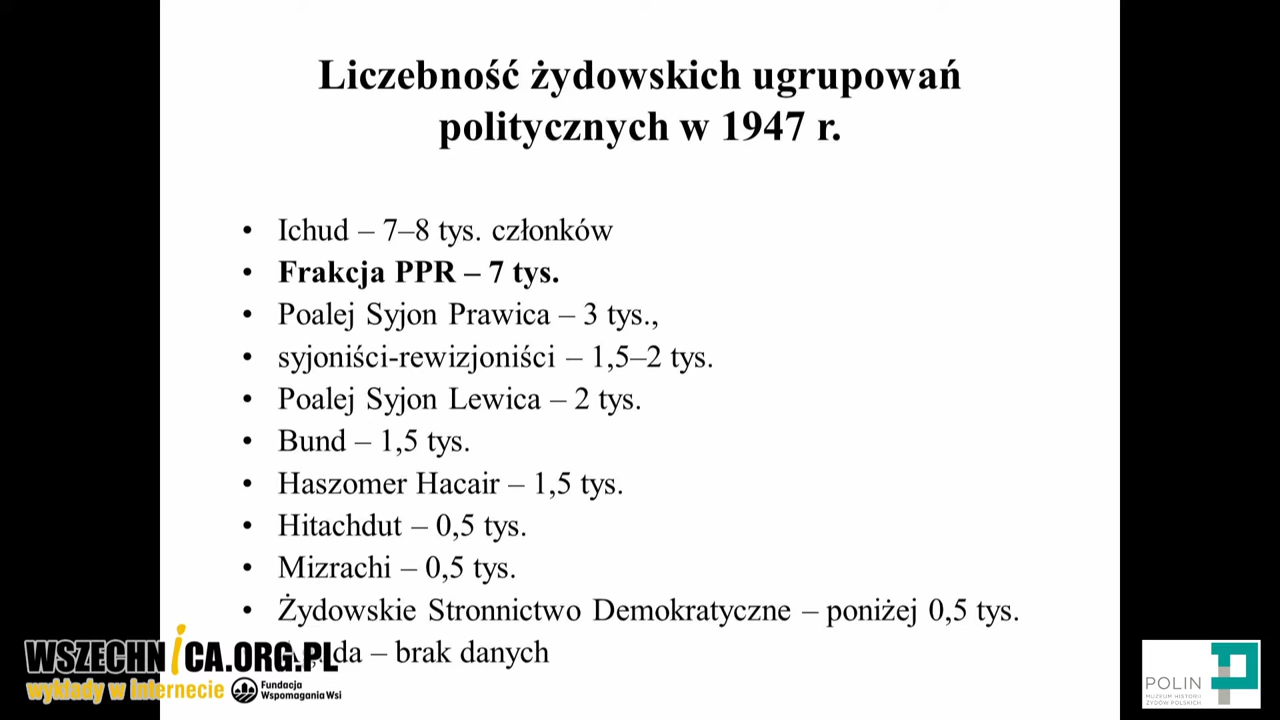 Liczebność żydowskich ugrupowań
politycznych w 1947 r.
• Ichud – 7–8 tys. członków
• Frakcja PPR – 7 tys.
• Poalej Syjon Prawica – 3 tys.,
• syjoniści-rewizjoniści – 1,5–2 tys.
• Poalej Syjon Lewica – 2 tys.
• Bund – 1,5 tys.
• Haszomer Hacair – 1,5 tys.
• Hitachdut – 0,5 tys.
• Mizrachi – 0,5 tys.
• Żydowskie Stronnictwo Demokratyczne – poniżej 0,5 tys.
– brak danych
WSZECHNICA.ORG.PL
wykłady w Internecie
Fundacja
Wspomagania Wsi
POLIN
MUZEUM HISTORII
ŻYDÓW POLSKICH